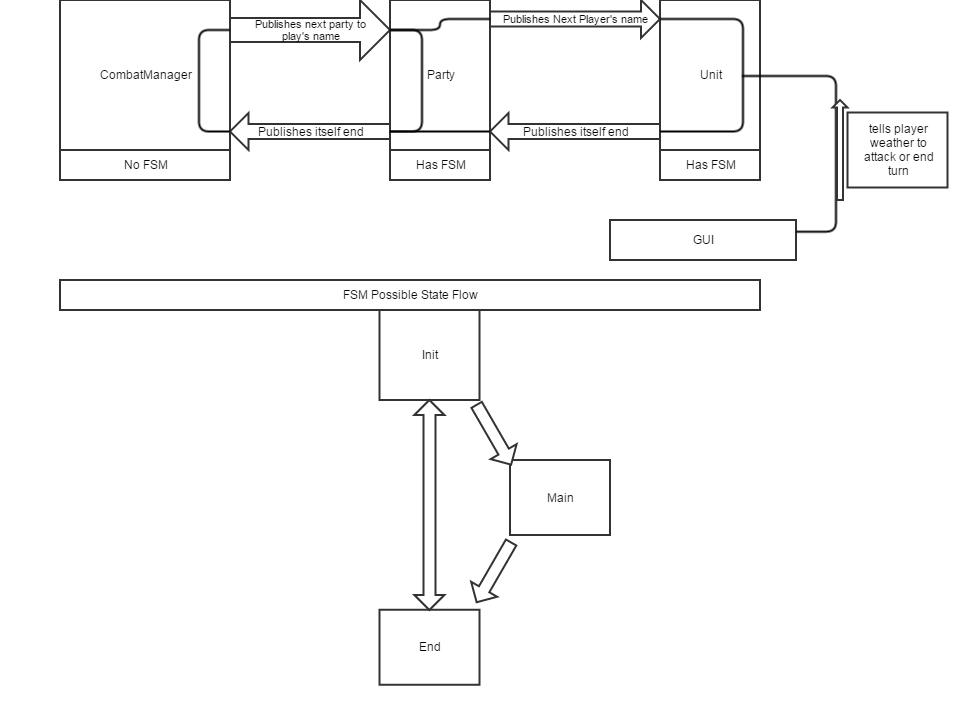 Publishes next party to
play's name
Publishes Next Player's name
CombatManager
Party
Unit
Publishes itself end
Publishes itself end
tells player
weather to
attack or end
turn
No FSM
Has FSM
Has FSM
GUI
FSM Possible State Flow
Init
Main
End